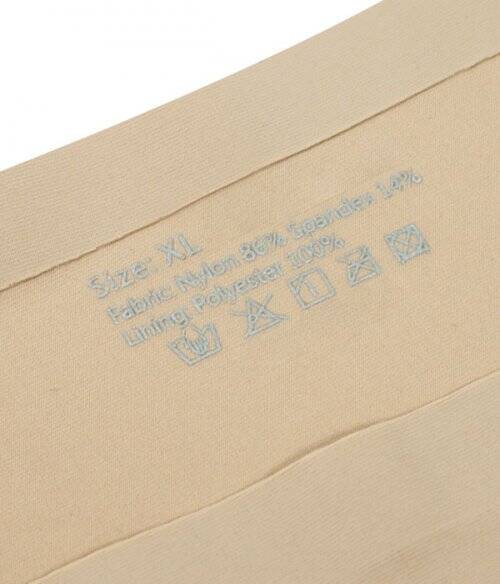 Size: XL
Fabric Nylon 86% Spandex 14%
Lining: Polyester 100%